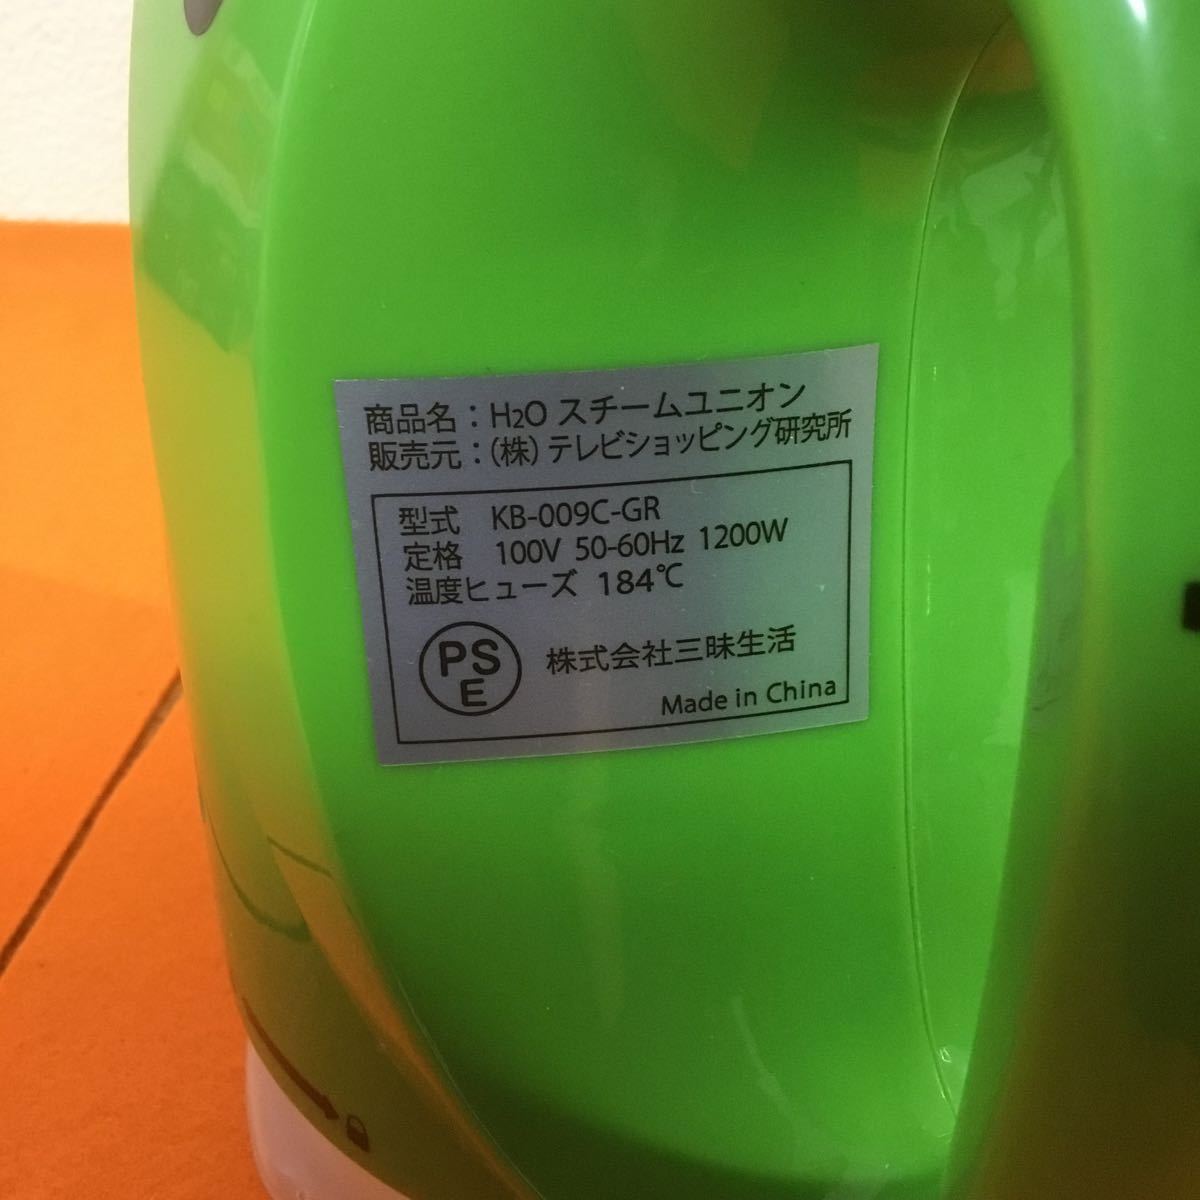 商品名：H₂O スチームユニオン
販売元：（株）テレビショッピング研究所
型式 KB-009C-GR
定格 100V 50-60Hz 1200W
温度ヒューズ 184℃
PS
E
株式会社三昧生活
Made in China